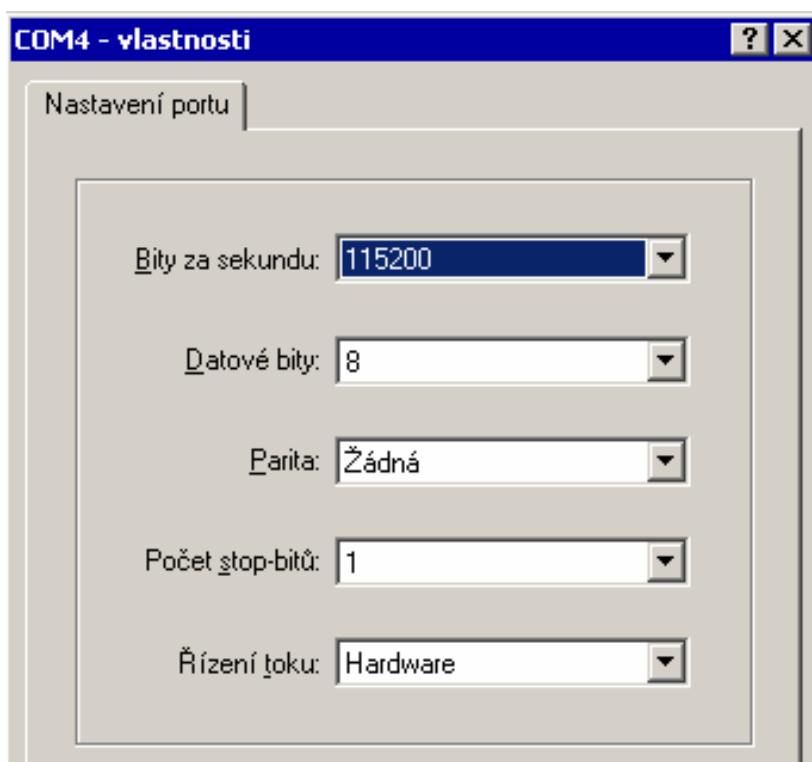 COM4 - vlastnosti
Nastavení portu
Bity za sekundu: 115200
Datové bity: 8
Parita: Žádná
Počet stop-bitů: 1
Řízení toku: Hardware